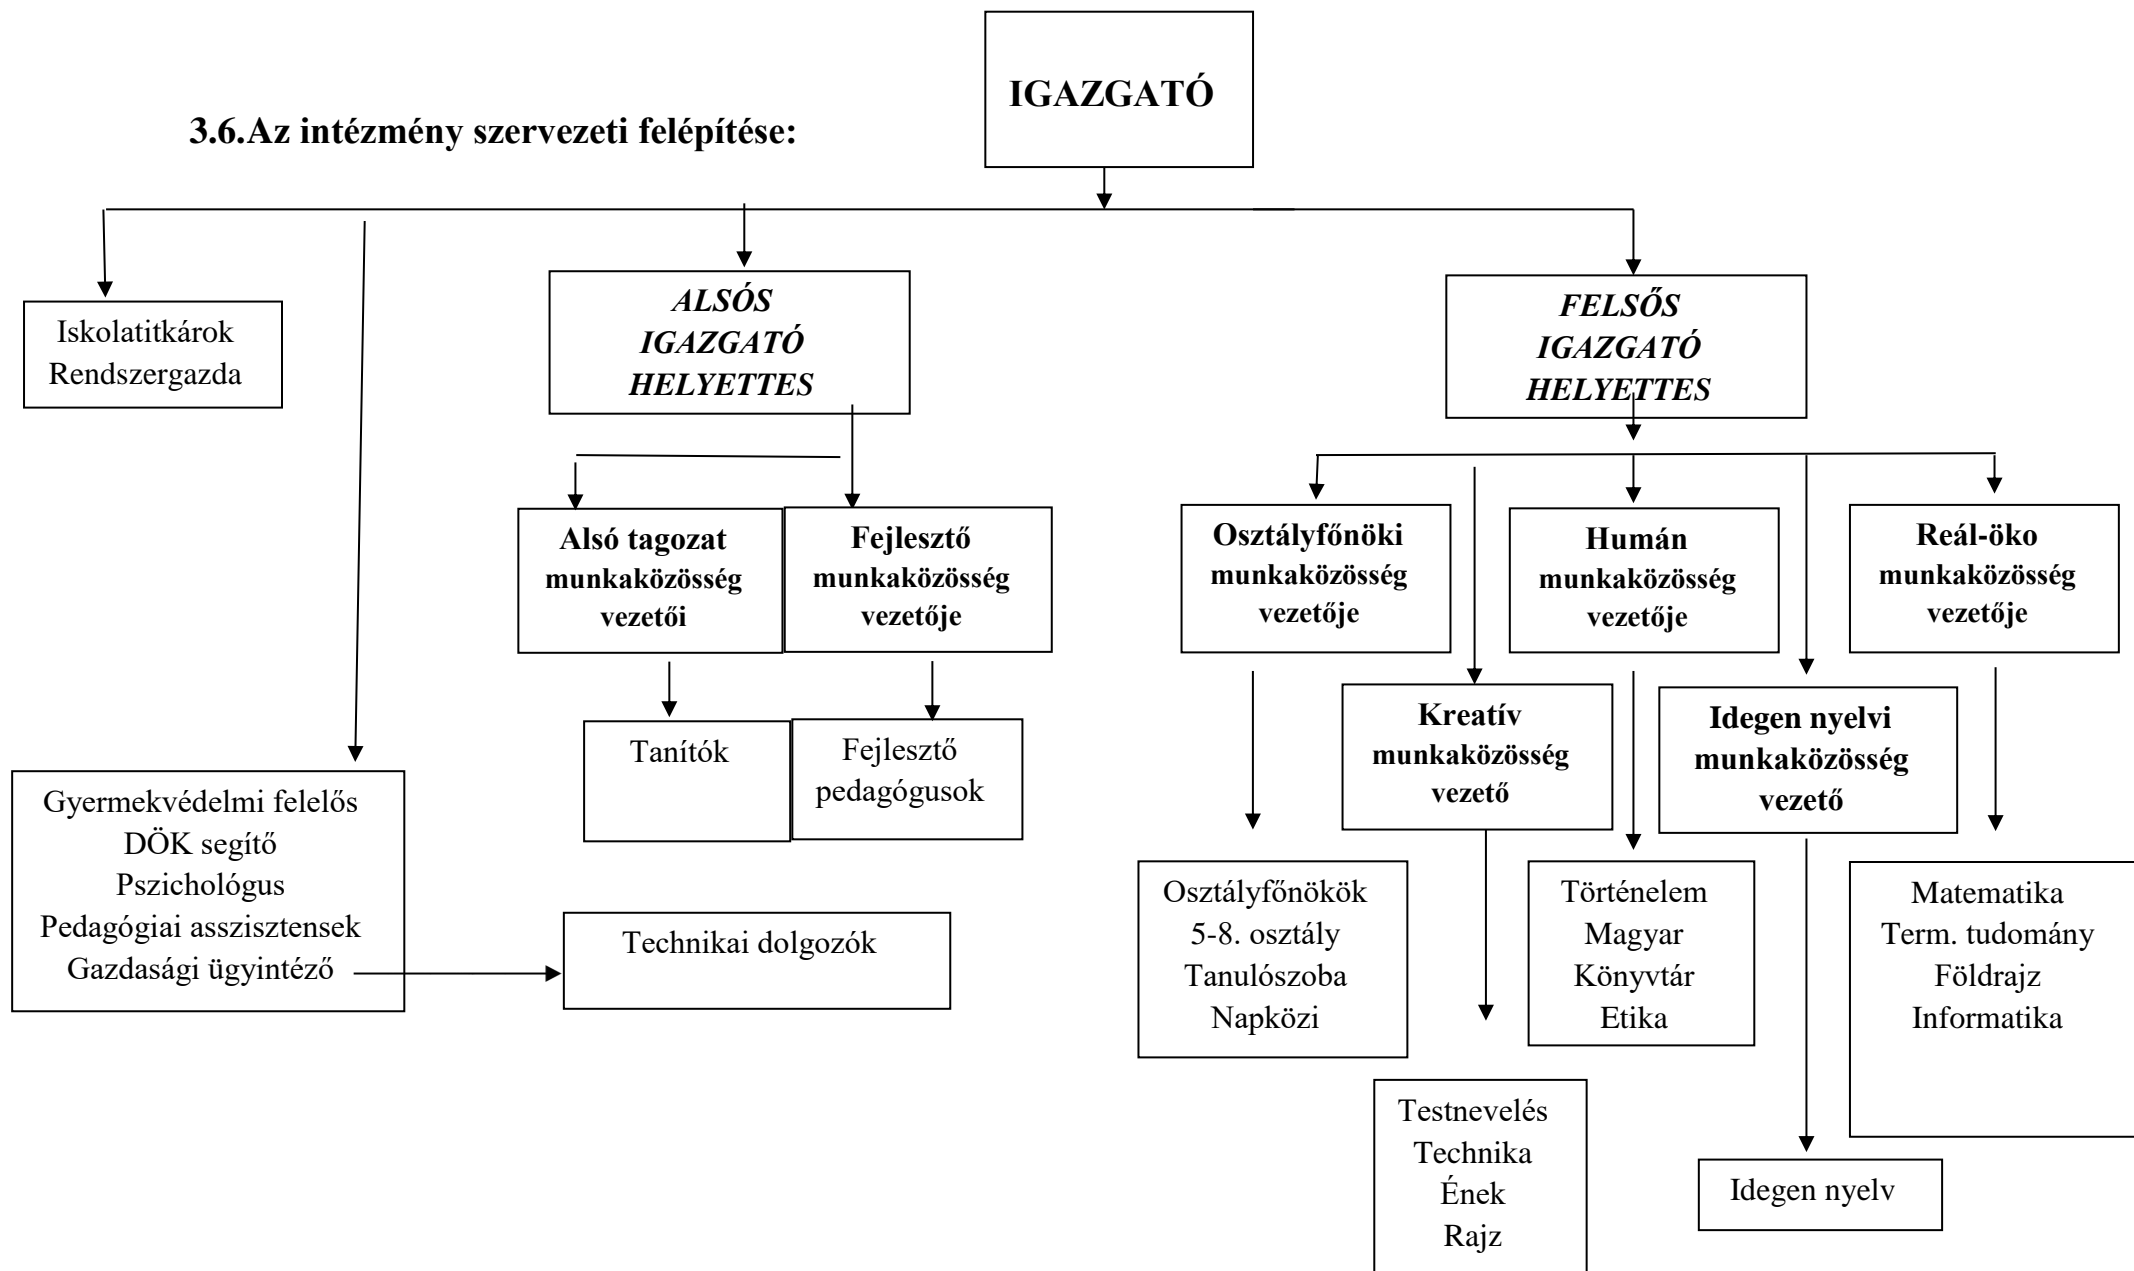 IGAZGATÓ
3.6.Az intézmény szervezeti felépítése:
Iskolatitkárok
Rendszergazda
ALSÓS
IGAZGATÓ
HELYETTES
FELSŐS
IGAZGATÓ
HELYETTES
Alsó tagozat
munkaközösség
vezetői
Fejlesztő
munkaközösség
vezetője
Osztályfőnöki
munkaközösség
vezetője
Humán
munkaközösség
vezetője
Reál-öko
munkaközösség
vezetője
Kreatív
munkaközösség
vezető
Idegen nyelvi
munkaközösség
vezető
Tanítók
Fejlesztő
pedagógusok
Gyermekvédelmi felelős
DÖK segítő
Pszichológus
Pedagógiai asszisztensek
Gazdasági ügyintéző
Technikai dolgozók
Osztályfőnökök
5-8. osztály
Tanulószoba
Napközi
Történelem
Magyar
Könyvtár
Etika
Matematika
Term. tudomány
Földrajz
Informatika
Testnevelés
Technika
Ének
Rajz
Idegen nyelv